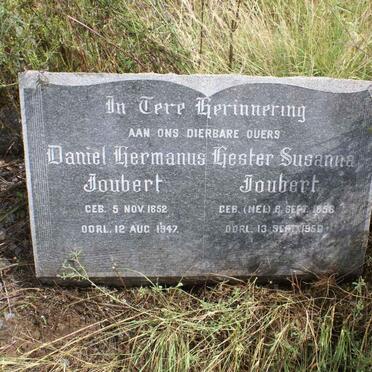 In Tere Herinnering
AAN ONS DIERBARE OUERS
Daniel Hermanus Joubert
GEB. 5 NOV. 1852
OORL. 12 AUG. 1947.
Hester Susanna Joubert
GEB. (NEL) 6. SEPT. 1856
OORL. 13 SEPT. 1950